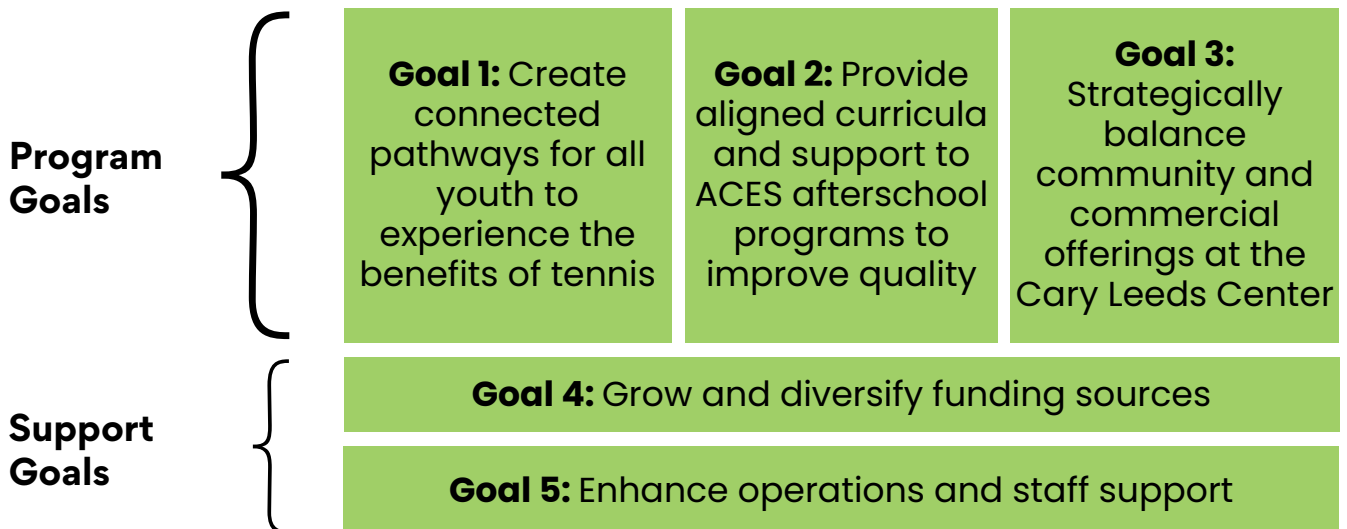 Program
Goals
Goal 1: Create
connected
pathways for all
youth to
experience the
benefits of tennis
Goal 2: Provide
aligned curricula
and support to
ACES afterschool
programs to
improve quality
Goal 3:
Strategically
balance
community and
commercial
offerings at the
Cary Leeds Center
Support
Goals
Goal 4: Grow and diversify funding sources
Goal 5: Enhance operations and staff support